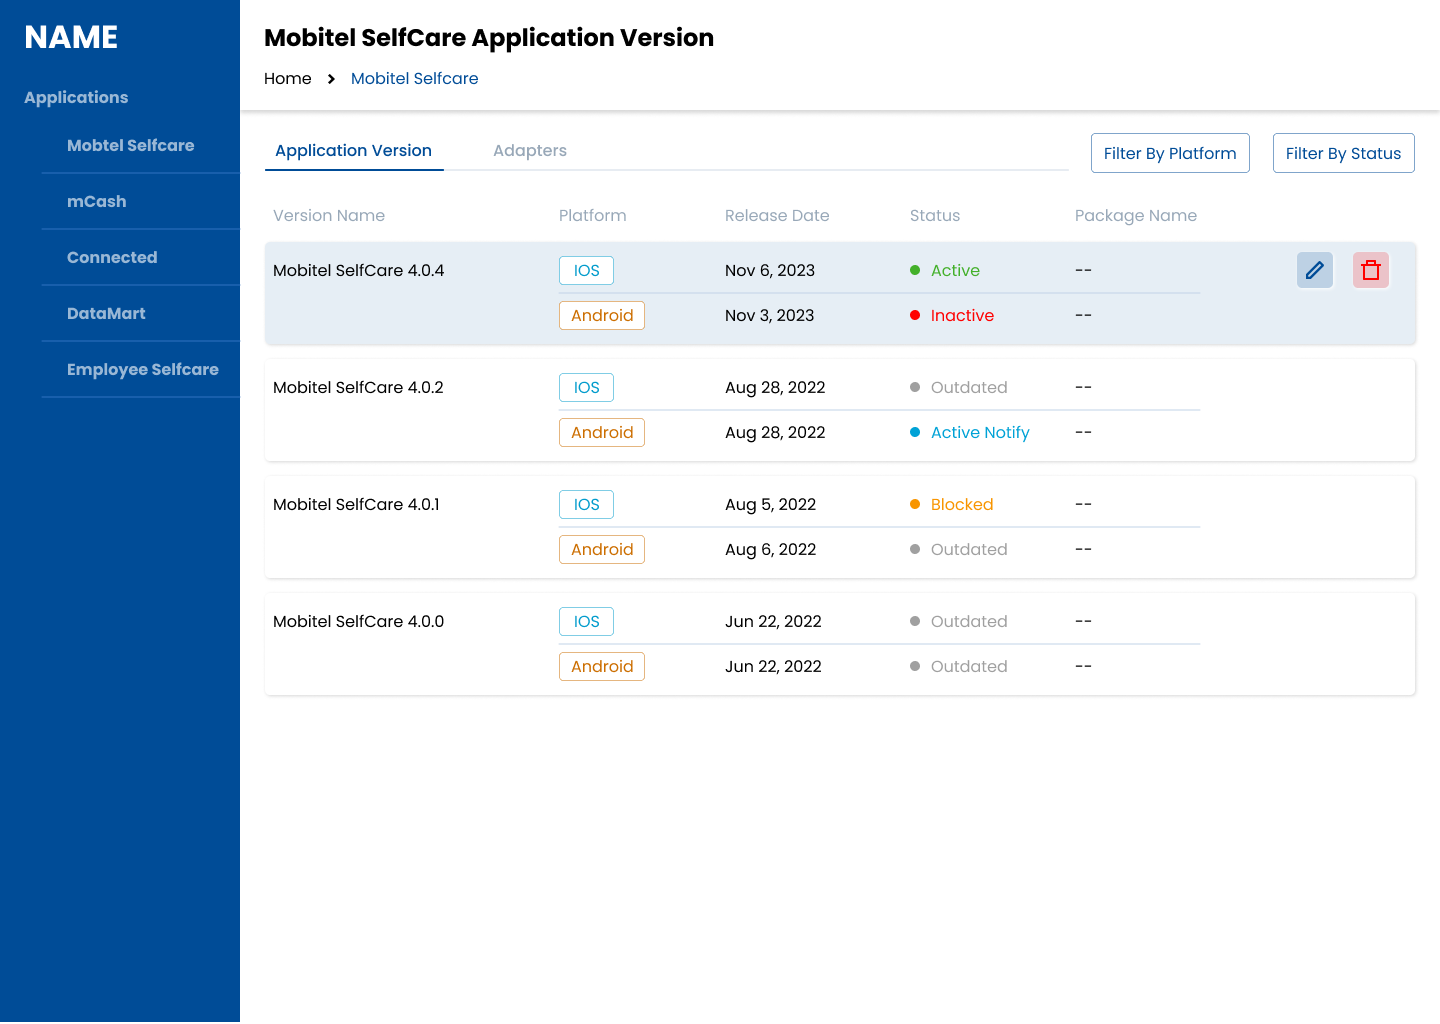 NAME
Applications
Mobtel Selfcare
mCash
Connected
DataMart
Employee Selfcare
Mobitel SelfCare Application Version
Home > Mobitel Selfcare
Application Version Adapters Filter By Platform Filter By Status
Version Name Platform Release Date Status Package Name
Mobitel SelfCare 4.0.4 IOS Nov 6, 2023 Active --
Android Nov 3, 2023 Inactive --
Mobitel SelfCare 4.0.2 IOS Aug 28, 2022 Outdated --
Android Aug 28, 2022 Active Notify --
Mobitel SelfCare 4.0.1 IOS Aug 5, 2022 Blocked --
Android Aug 6, 2022 Outdated --
Mobitel SelfCare 4.0.0 IOS Jun 22, 2022 Outdated --
Android Jun 22, 2022 Outdated --